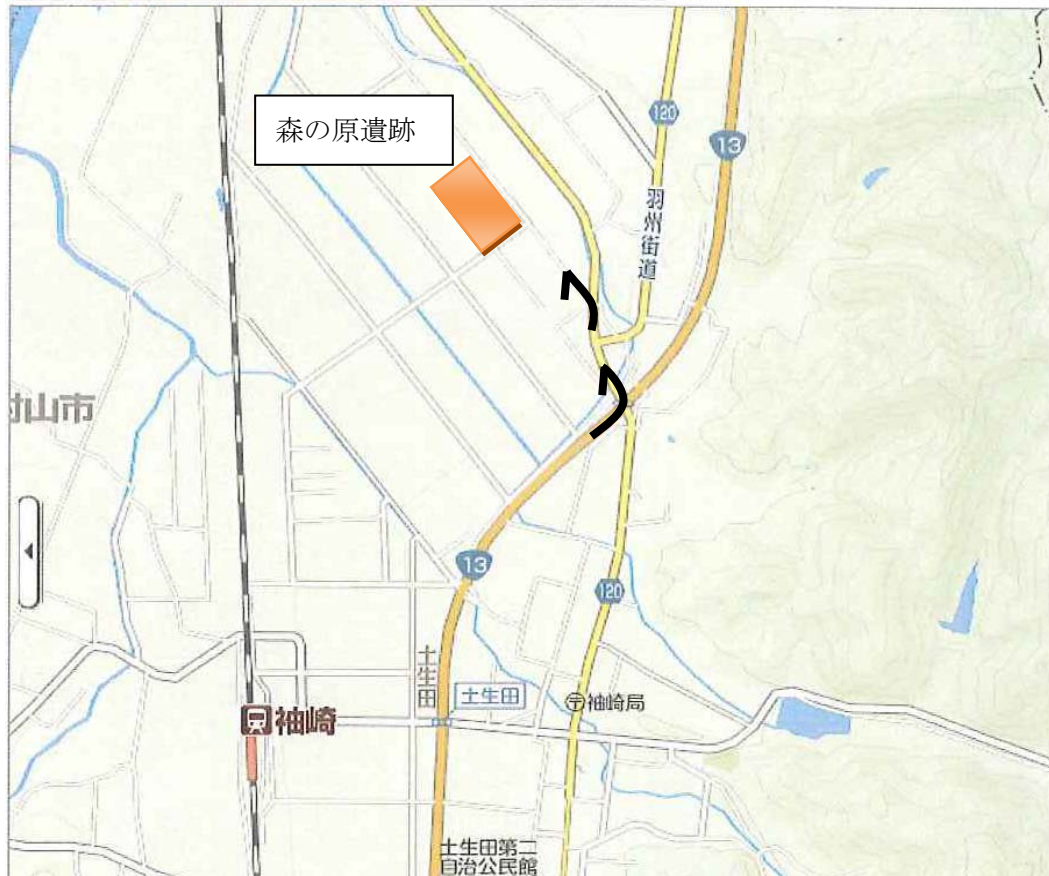 森の原遺跡
120
13
羽州街道
村山市
13
120
土生田
土生田
袖崎局
袖崎
土生田第二
自治公民館